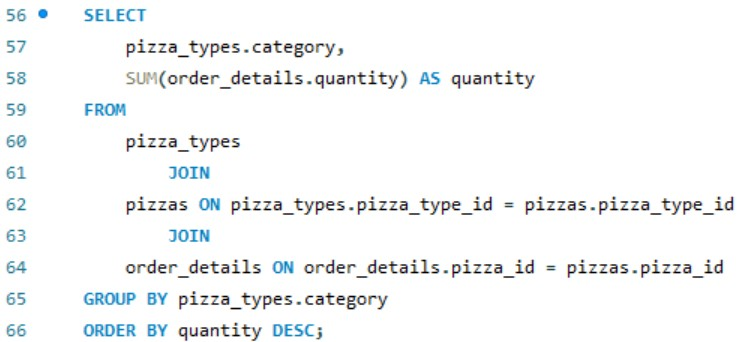 56 SELECT
57 pizza_types.category,
58 SUM(order_details.quantity) AS quantity
59 FROM
60 pizza_types
61 JOIN
62 pizzas ON pizza_types.pizza_type_id = pizzas.pizza_type_id
63 JOIN
64 order_details ON order_details.pizza_id = pizzas.pizza_id
65 GROUP BY pizza_types.category
66 ORDER BY quantity DESC;